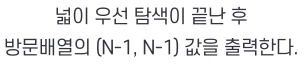 넓이 우선 탐색이 끝난 후
방문배열의 (N-1, N-1) 값을 출력한다.